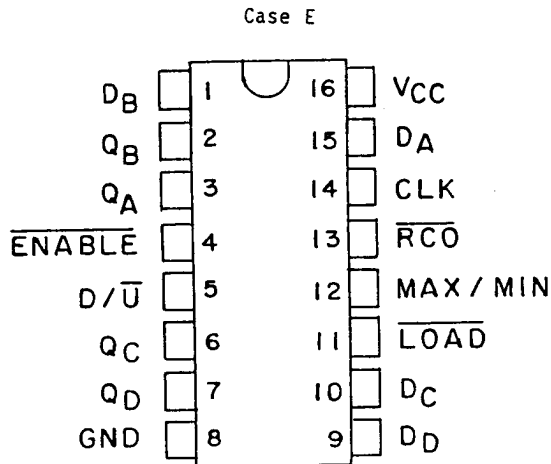 Case E
DB 1 16 VCC
QB 2 15 DA
QA 3 14 CLK
ENABLE 4 13 RCO
D/U 5 12 MAX/MIN
QC 6 11 LOAD
QD 7 10 DC
GND 8 9 DD